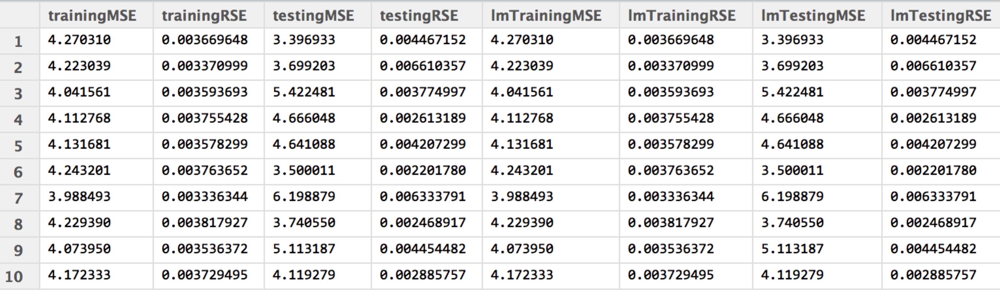 trainingMSE trainingRSE testingMSE testingRSE lmTrainingMSE lmTrainingRSE lmTestingMSE lmTestingRSE
1 4.270310 0.003669648 3.396933 0.004467152 4.270310 0.003669648 3.396933 0.004467152
2 4.223039 0.003370999 3.699203 0.006610357 4.223039 0.003370999 3.699203 0.006610357
3 4.041561 0.003593693 5.422481 0.003774997 4.041561 0.003593693 5.422481 0.003774997
4 4.112768 0.003755428 4.666048 0.002613189 4.112768 0.003755428 4.666048 0.002613189
5 4.131681 0.003578299 4.641088 0.004207299 4.131681 0.003578299 4.641088 0.004207299
6 4.243201 0.003763652 3.500011 0.002201780 4.243201 0.003763652 3.500011 0.002201780
7 3.988493 0.003336344 6.198879 0.006333791 3.988493 0.003336344 6.198879 0.006333791
8 4.229390 0.003817927 3.740550 0.002468917 4.229390 0.003817927 3.740550 0.002468917
9 4.073950 0.003536372 5.113187 0.004454482 4.073950 0.003536372 5.113187 0.004454482
10 4.172333 0.003729495 4.119279 0.002885757 4.172333 0.003729495 4.119279 0.002885757